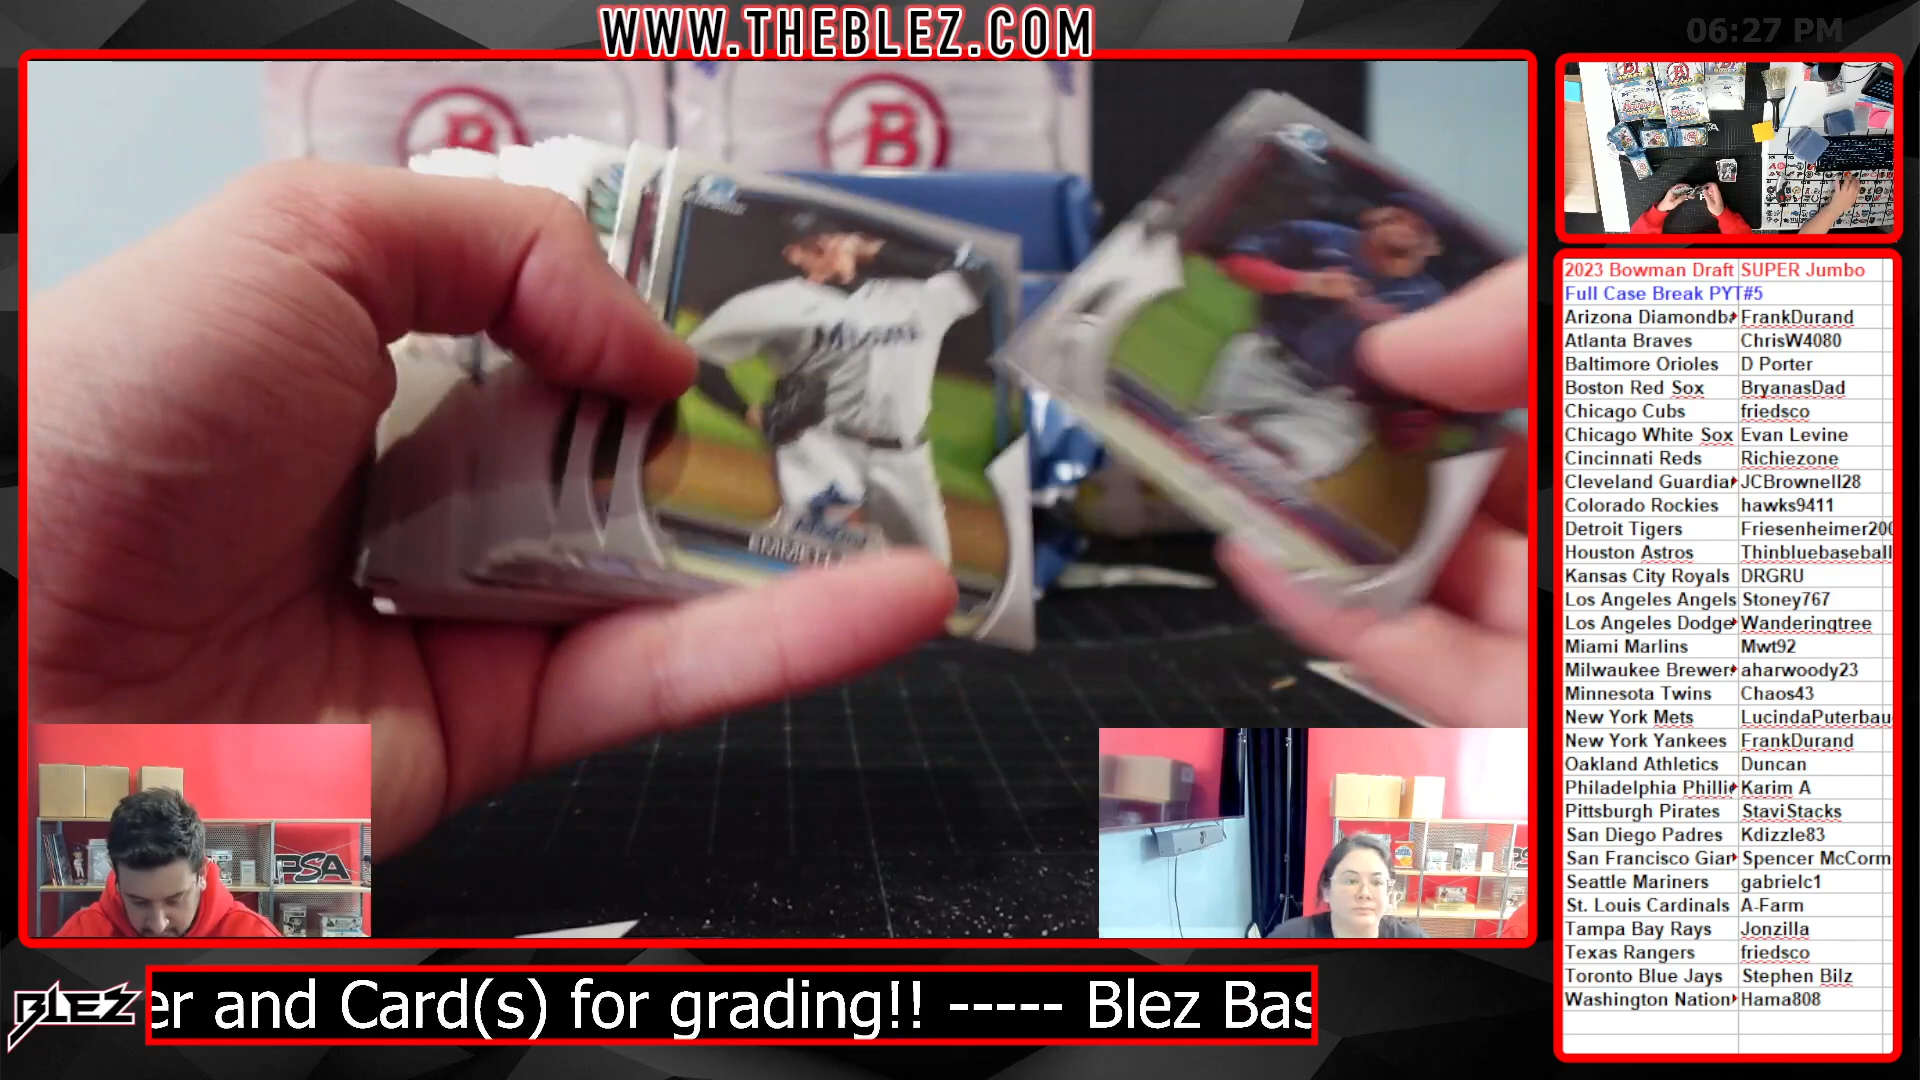 WWW.THEBLEZ.COM
06:27 PM
B
B
Miami
EMMET
PSA
2023 Bowman Draft SUPER Jumbo
Full Case Break PYT#5
Arizona Diamondba FrankDurand
Atlanta Braves ChrisW4080
Baltimore Orioles D Porter
Boston Red Sox BryanasDad
Chicago Cubs friedsco
Chicago White Sox Evan Levine
Cincinnati Reds Richiezone
Cleveland Guardia JCBrownell28
Colorado Rockies hawks9411
Detroit Tigers Friesenheimer200
Houston Astros Thinbluebaseball
Kansas City Royals DRGRU
Los Angeles Angels Stoney767
Los Angeles Dodge Wanderingtree
Miami Marlins Mwt92
Milwaukee Brewer aharwoody23
Minnesota Twins Chaos43
New York Mets LucindaPuterbau
New York Yankees FrankDurand
Oakland Athletics Duncan
Philadelphia Phillie Karim A
Pittsburgh Pirates StaviStacks
San Diego Padres Kdizzle83
San Francisco Giar Spencer McCorm
Seattle Mariners gabrielc1
St. Louis Cardinals A-Farm
Tampa Bay Rays Jonzilla
Texas Rangers friedsco
Toronto Blue Jays Stephen Bilz
Washington Nation Hama808
BLEZ
er and Card(s) for grading!! ----- Blez Bas